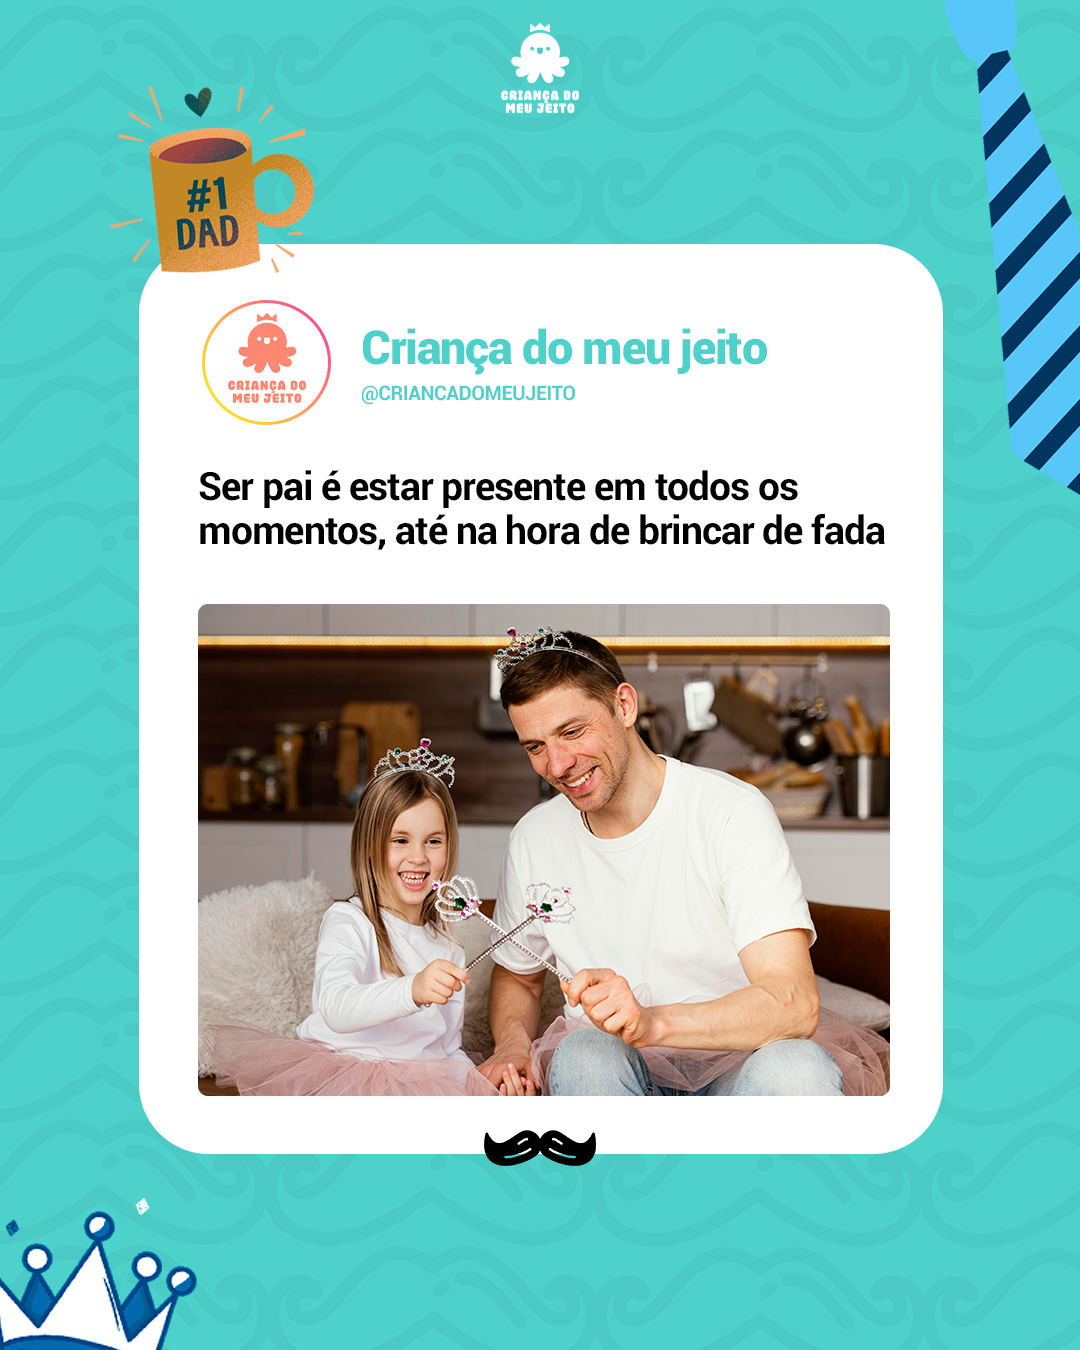 CRIANÇA DO
MEU JEITO
#1
DAD
CRIANÇA DO
MEU JEITO
Criança do meu jeito
@CRIANCADOMEUJEITO
Ser pai é estar presente em todos os
momentos, até na hora de brincar de fada